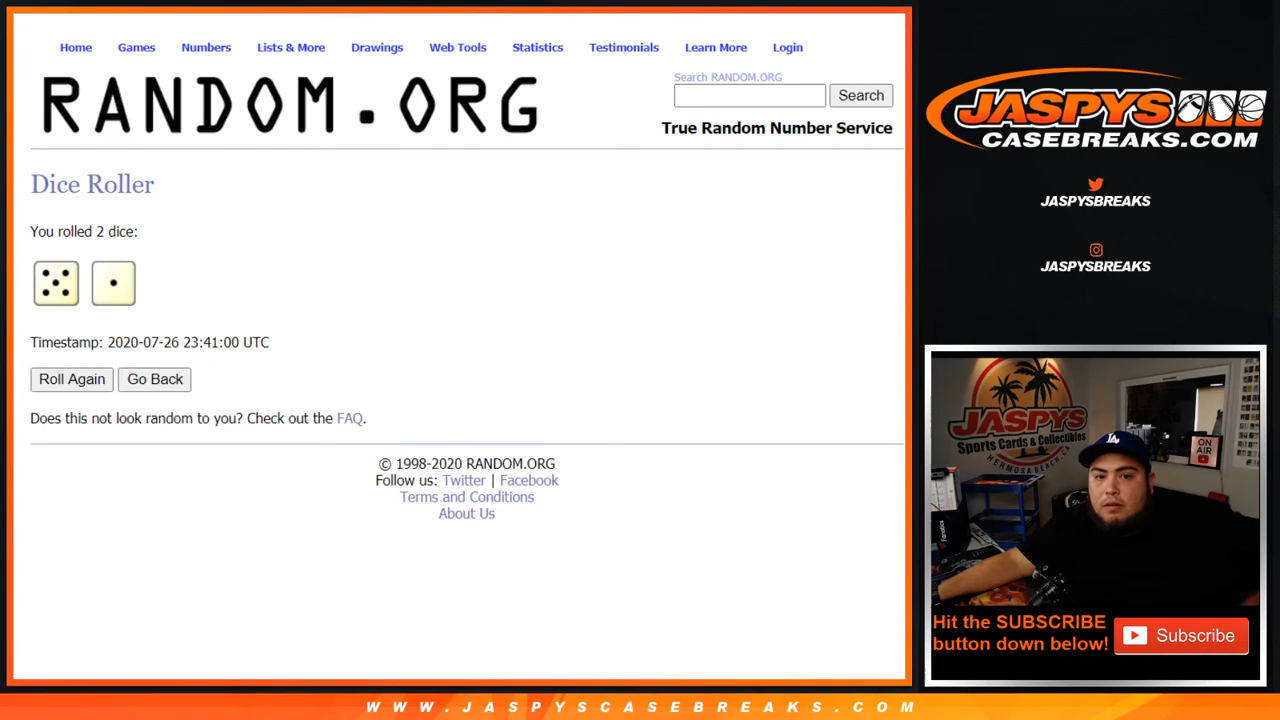 Home Games Numbers Lists & More Drawings Web Tools Statistics Testimonials Learn More Login
RANDOM.ORG
Search RANDOM.ORG
Search
True Random Number Service
Dice Roller
You rolled 2 dice:
Timestamp: 2020-07-26 23:41:00 UTC
Roll Again Go Back
Does this not look random to you? Check out the FAQ.
© 1998-2020 RANDOM.ORG
Follow us: Twitter | Facebook
Terms and Conditions
About Us
JASPYS
CASEBREAKS.COM
JASPYSBREAKS
JASPYSBREAKS
JASPYS
Sports Cards & Collectibles
HERMOSA BEACH, CA
ON
AIR
LA
Fanatics
Hit the SUBSCRIBE
button down below!
Subscribe
WWW.JASPYSCASEBREAKS.COM